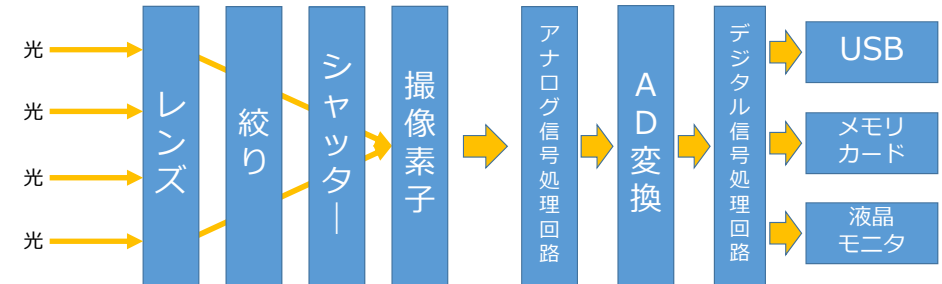 光
光
光
光
レンズ
絞り
シャッター
撮像素子
アナログ信号処理回路
AD変換
デジタル信号処理回路
USB
メモリ
カード
液晶
モニタ